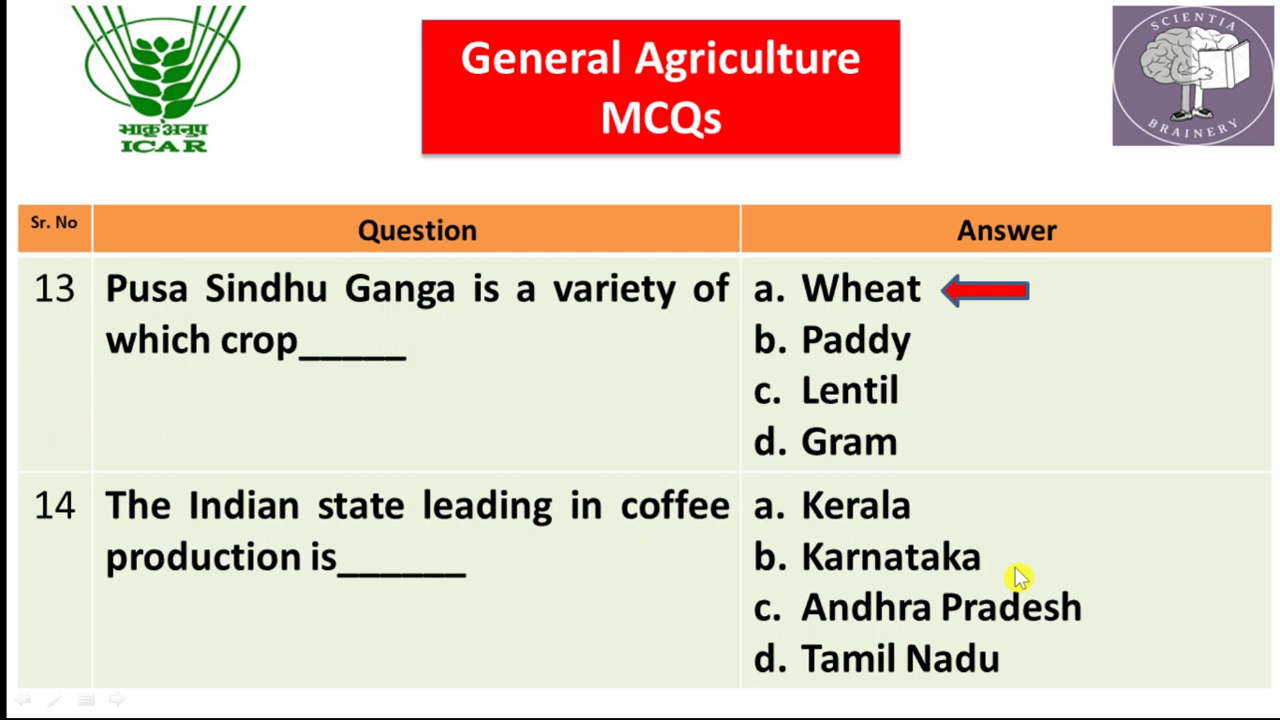 भाकृअनुप
ICAR
General Agriculture
MCQs
SCIENTIA
BRAINERY
Sr. No Question Answer
13 Pusa Sindhu Ganga is a variety of
which crop_____
a. Wheat
b. Paddy
c. Lentil
d. Gram
14 The Indian state leading in coffee
production is______
a. Kerala
b. Karnataka
c. Andhra Pradesh
d. Tamil Nadu